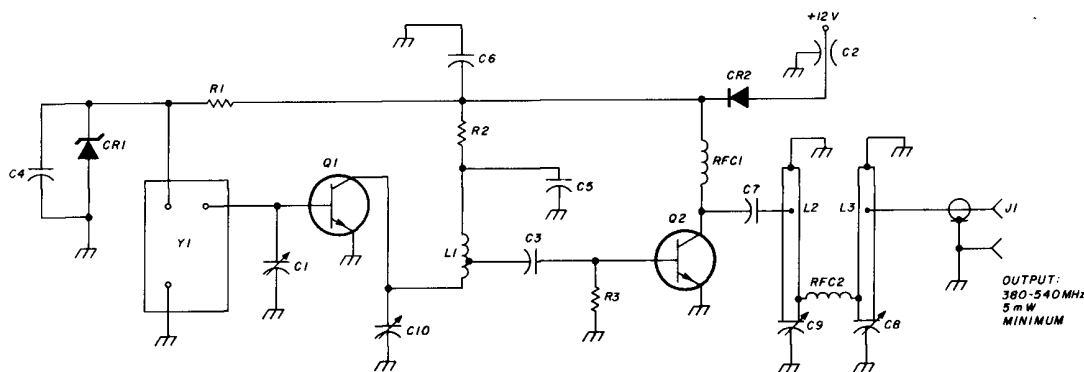 +12V
C6
C2
R1
CR2
R2
CR1
Q1
RFC1
C4
C5
C7
Q2
L2
L3
J1
Y1
C3
L1
C1
RFC2
R3
C10
C9
C8
OUTPUT:
380-540MHz
5mW
MINIMUM